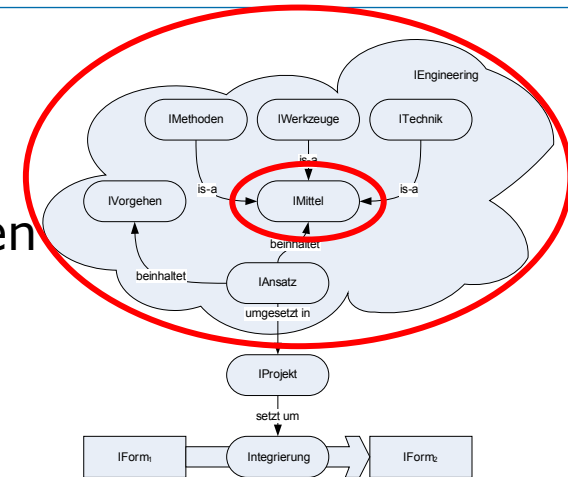 IEngineering
IMethoden IWerkzeuge ITechnik
is-a
is-a is-a
IVorgehen IMittel
en
beinhaltet
beinhaltet
IAnsatz
umgesetzt in
IProjekt
setzt um
IForm₁ Integrierung IForm₂